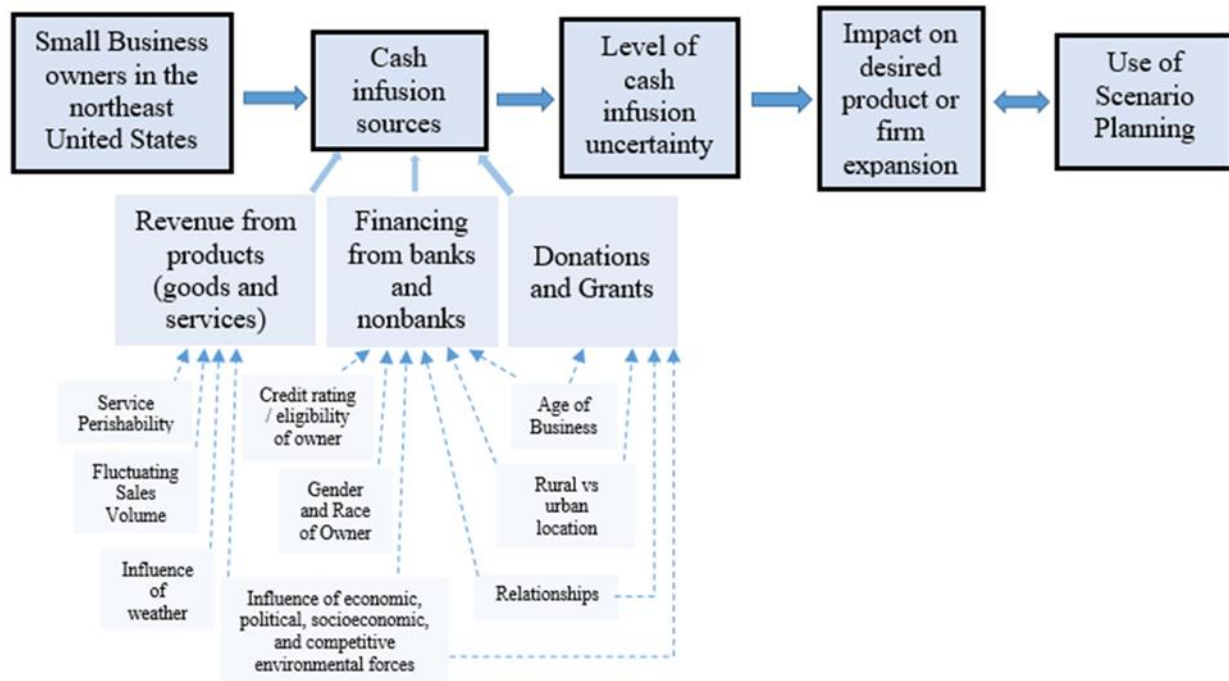 Small Business
owners in the
northeast
United States
Cash
infusion
sources
Level of
cash
infusion
uncertainty
Impact on
desired
product or
firm
expansion
Use of
Scenario
Planning
Revenue from
products
(goods and
services)
Financing
from banks
and
nonbanks
Donations
and Grants
Service
Perishability
Credit rating
/ eligibility
of owner
Age of
Business
Fluctuating
Sales
Volume
Gender
and Race
of Owner
Rural vs
urban
location
Influence
of
weather
Influence of economic,
political, socioeconomic,
and competitive
environmental forces
Relationships